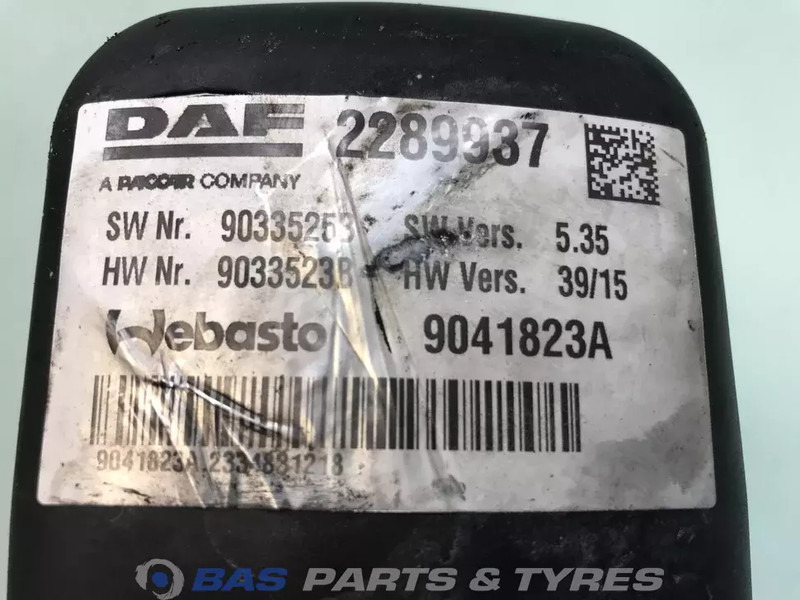 DAF 2289937
A PACCAR COMPANY
SW Nr. 90335253 SW Vers. 5.35
HW Nr. 90335238 HW Vers. 39/15
Webasto 9041823A
BAS PARTS & TYRES